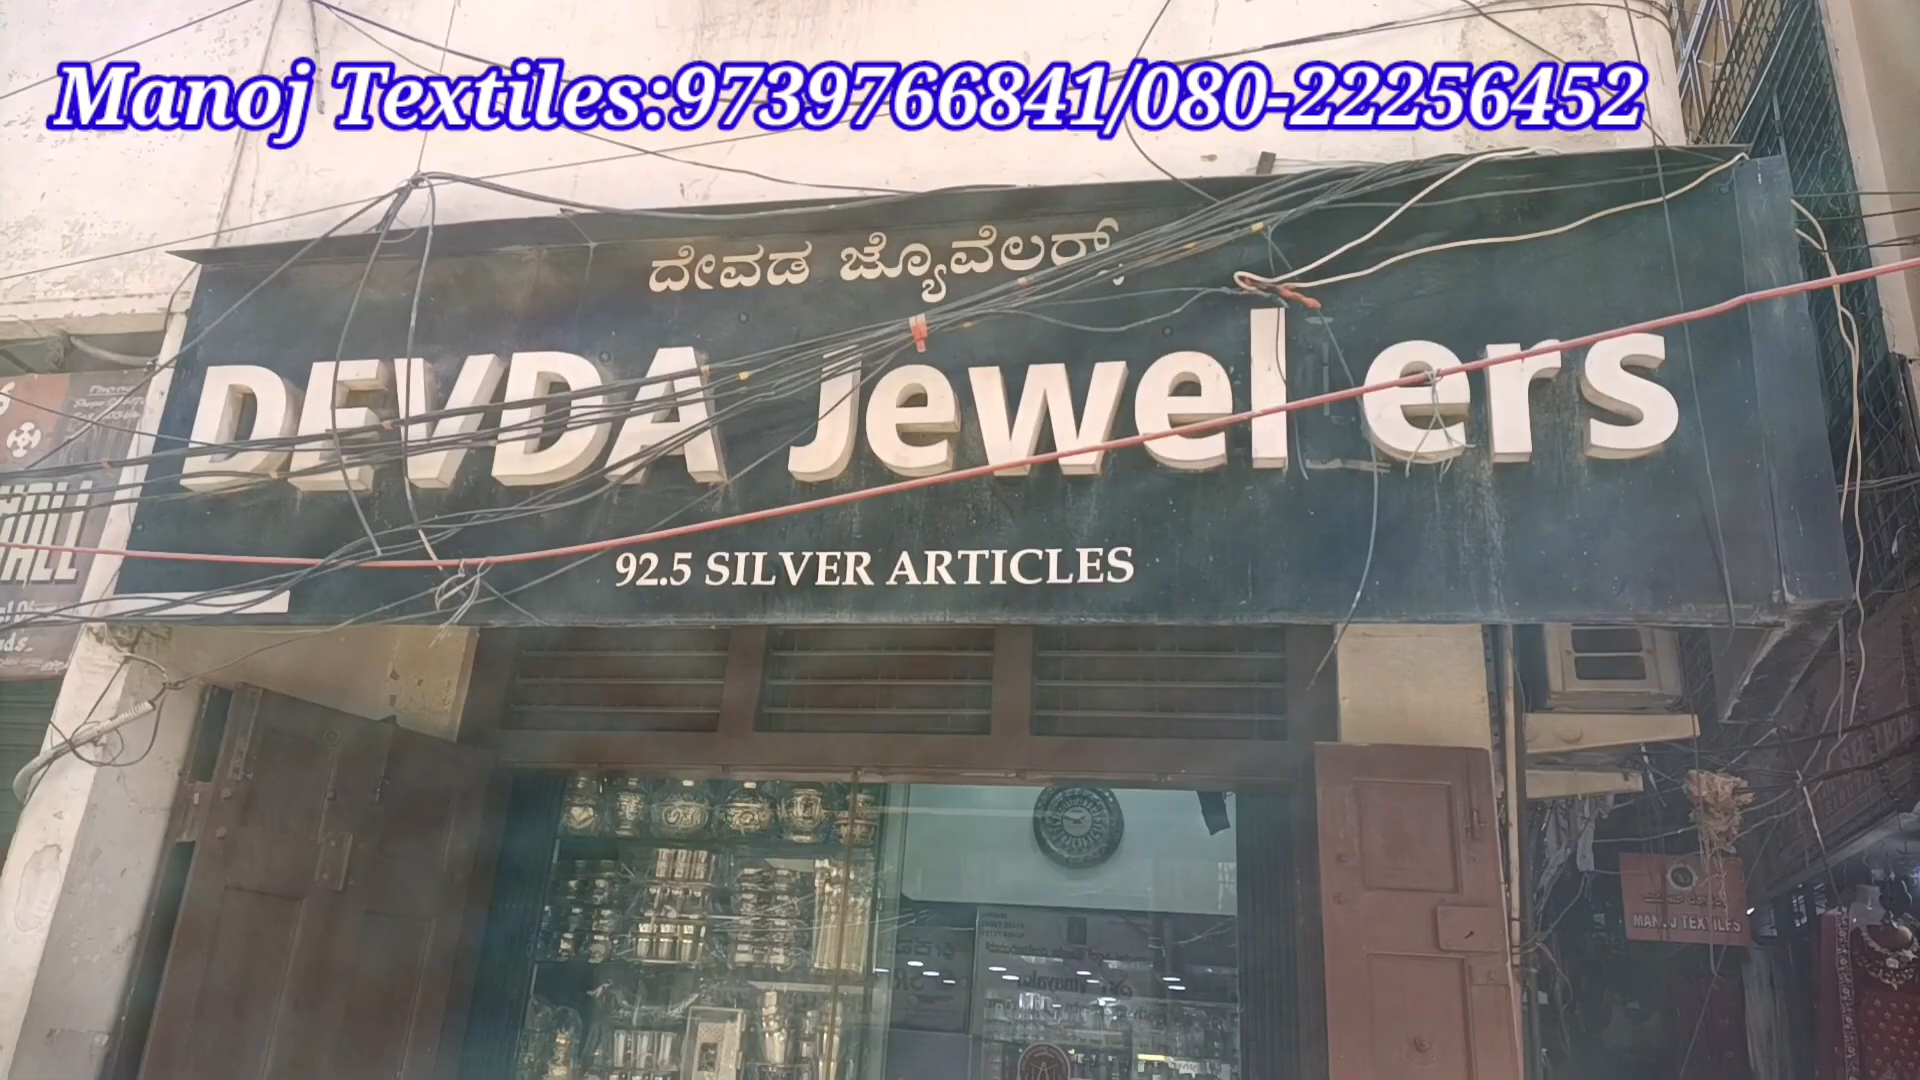 Manoj Textiles:9739766841/080-22256452
ದೇವಡ ಜ್ಯೊವೆಲರ್ಸ್
DEVDA Jewel ers
92.5 SILVER ARTICLES
MANOJ TEXTILES